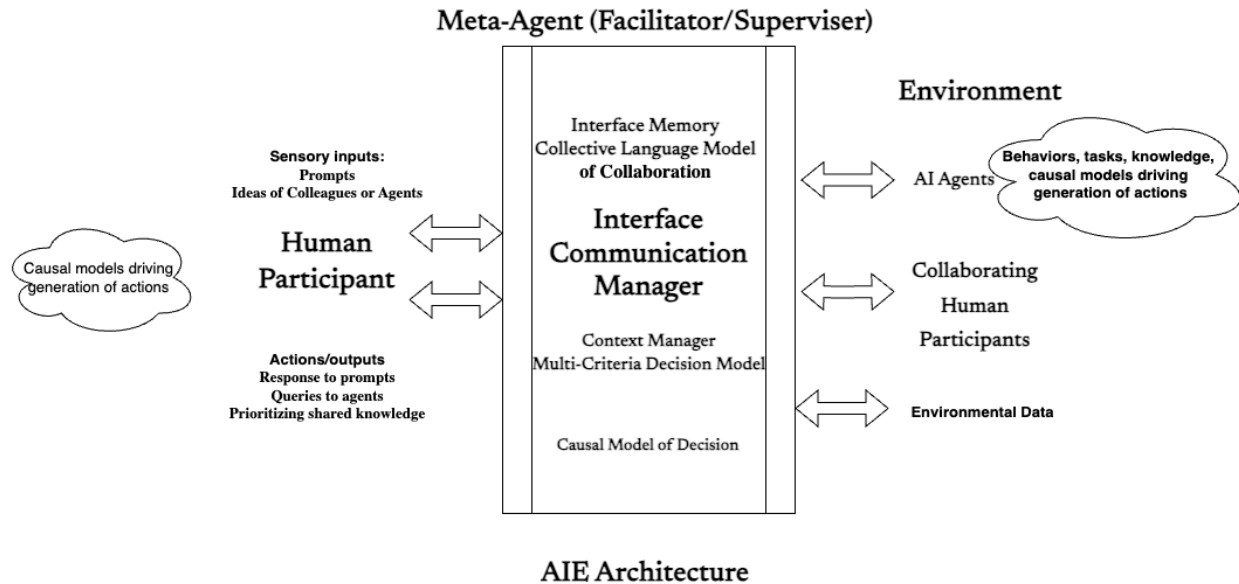 Meta-Agent (Facilitator/Superviser)
Sensory inputs:
Prompts
Ideas of Colleagues or Agents
Human
Participant
Causal models driving
generation of actions
Actions/outputs
Response to prompts
Queries to agents
Prioritizing shared knowledge
Interface Memory
Collective Language Model
of Collaboration
Interface
Communication
Manager
Context Manager
Multi-Criteria Decision Model
Causal Model of Decision
Environment
AI Agents
Behaviors, tasks, knowledge,
causal models driving
generation of actions
Collaborating
Human
Participants
Environmental Data
AIE Architecture